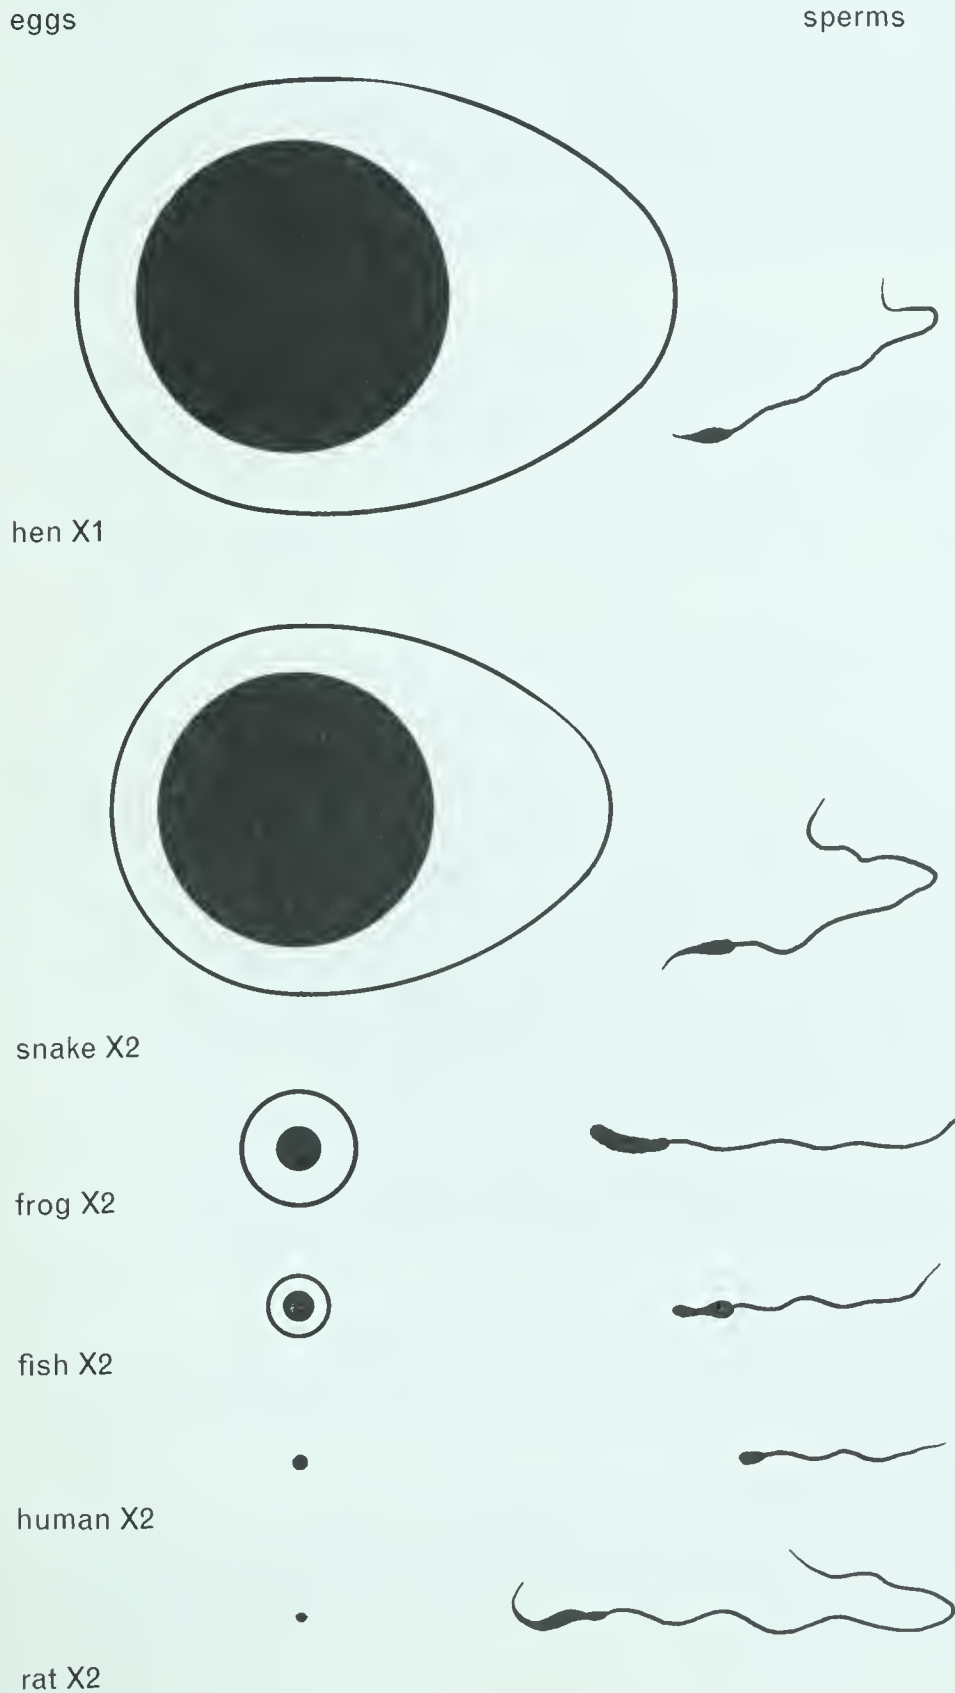 eggs sperms
hen X1
snake X2
frog X2
fish X2
human X2
rat X2